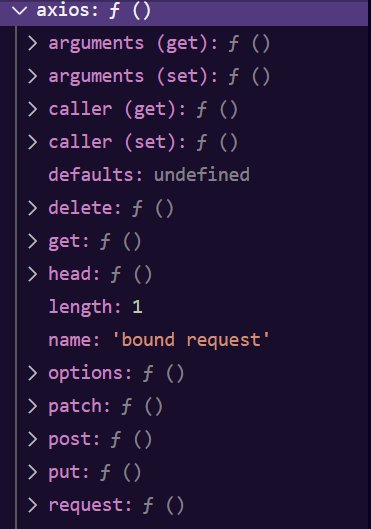 axios: ƒ ()
arguments (get): ƒ ()
arguments (set): ƒ ()
caller (get): ƒ ()
caller (set): ƒ ()
defaults: undefined
delete: ƒ ()
get: ƒ ()
head: ƒ ()
length: 1
name: 'bound request'
options: ƒ ()
patch: ƒ ()
post: ƒ ()
put: ƒ ()
request: ƒ ()